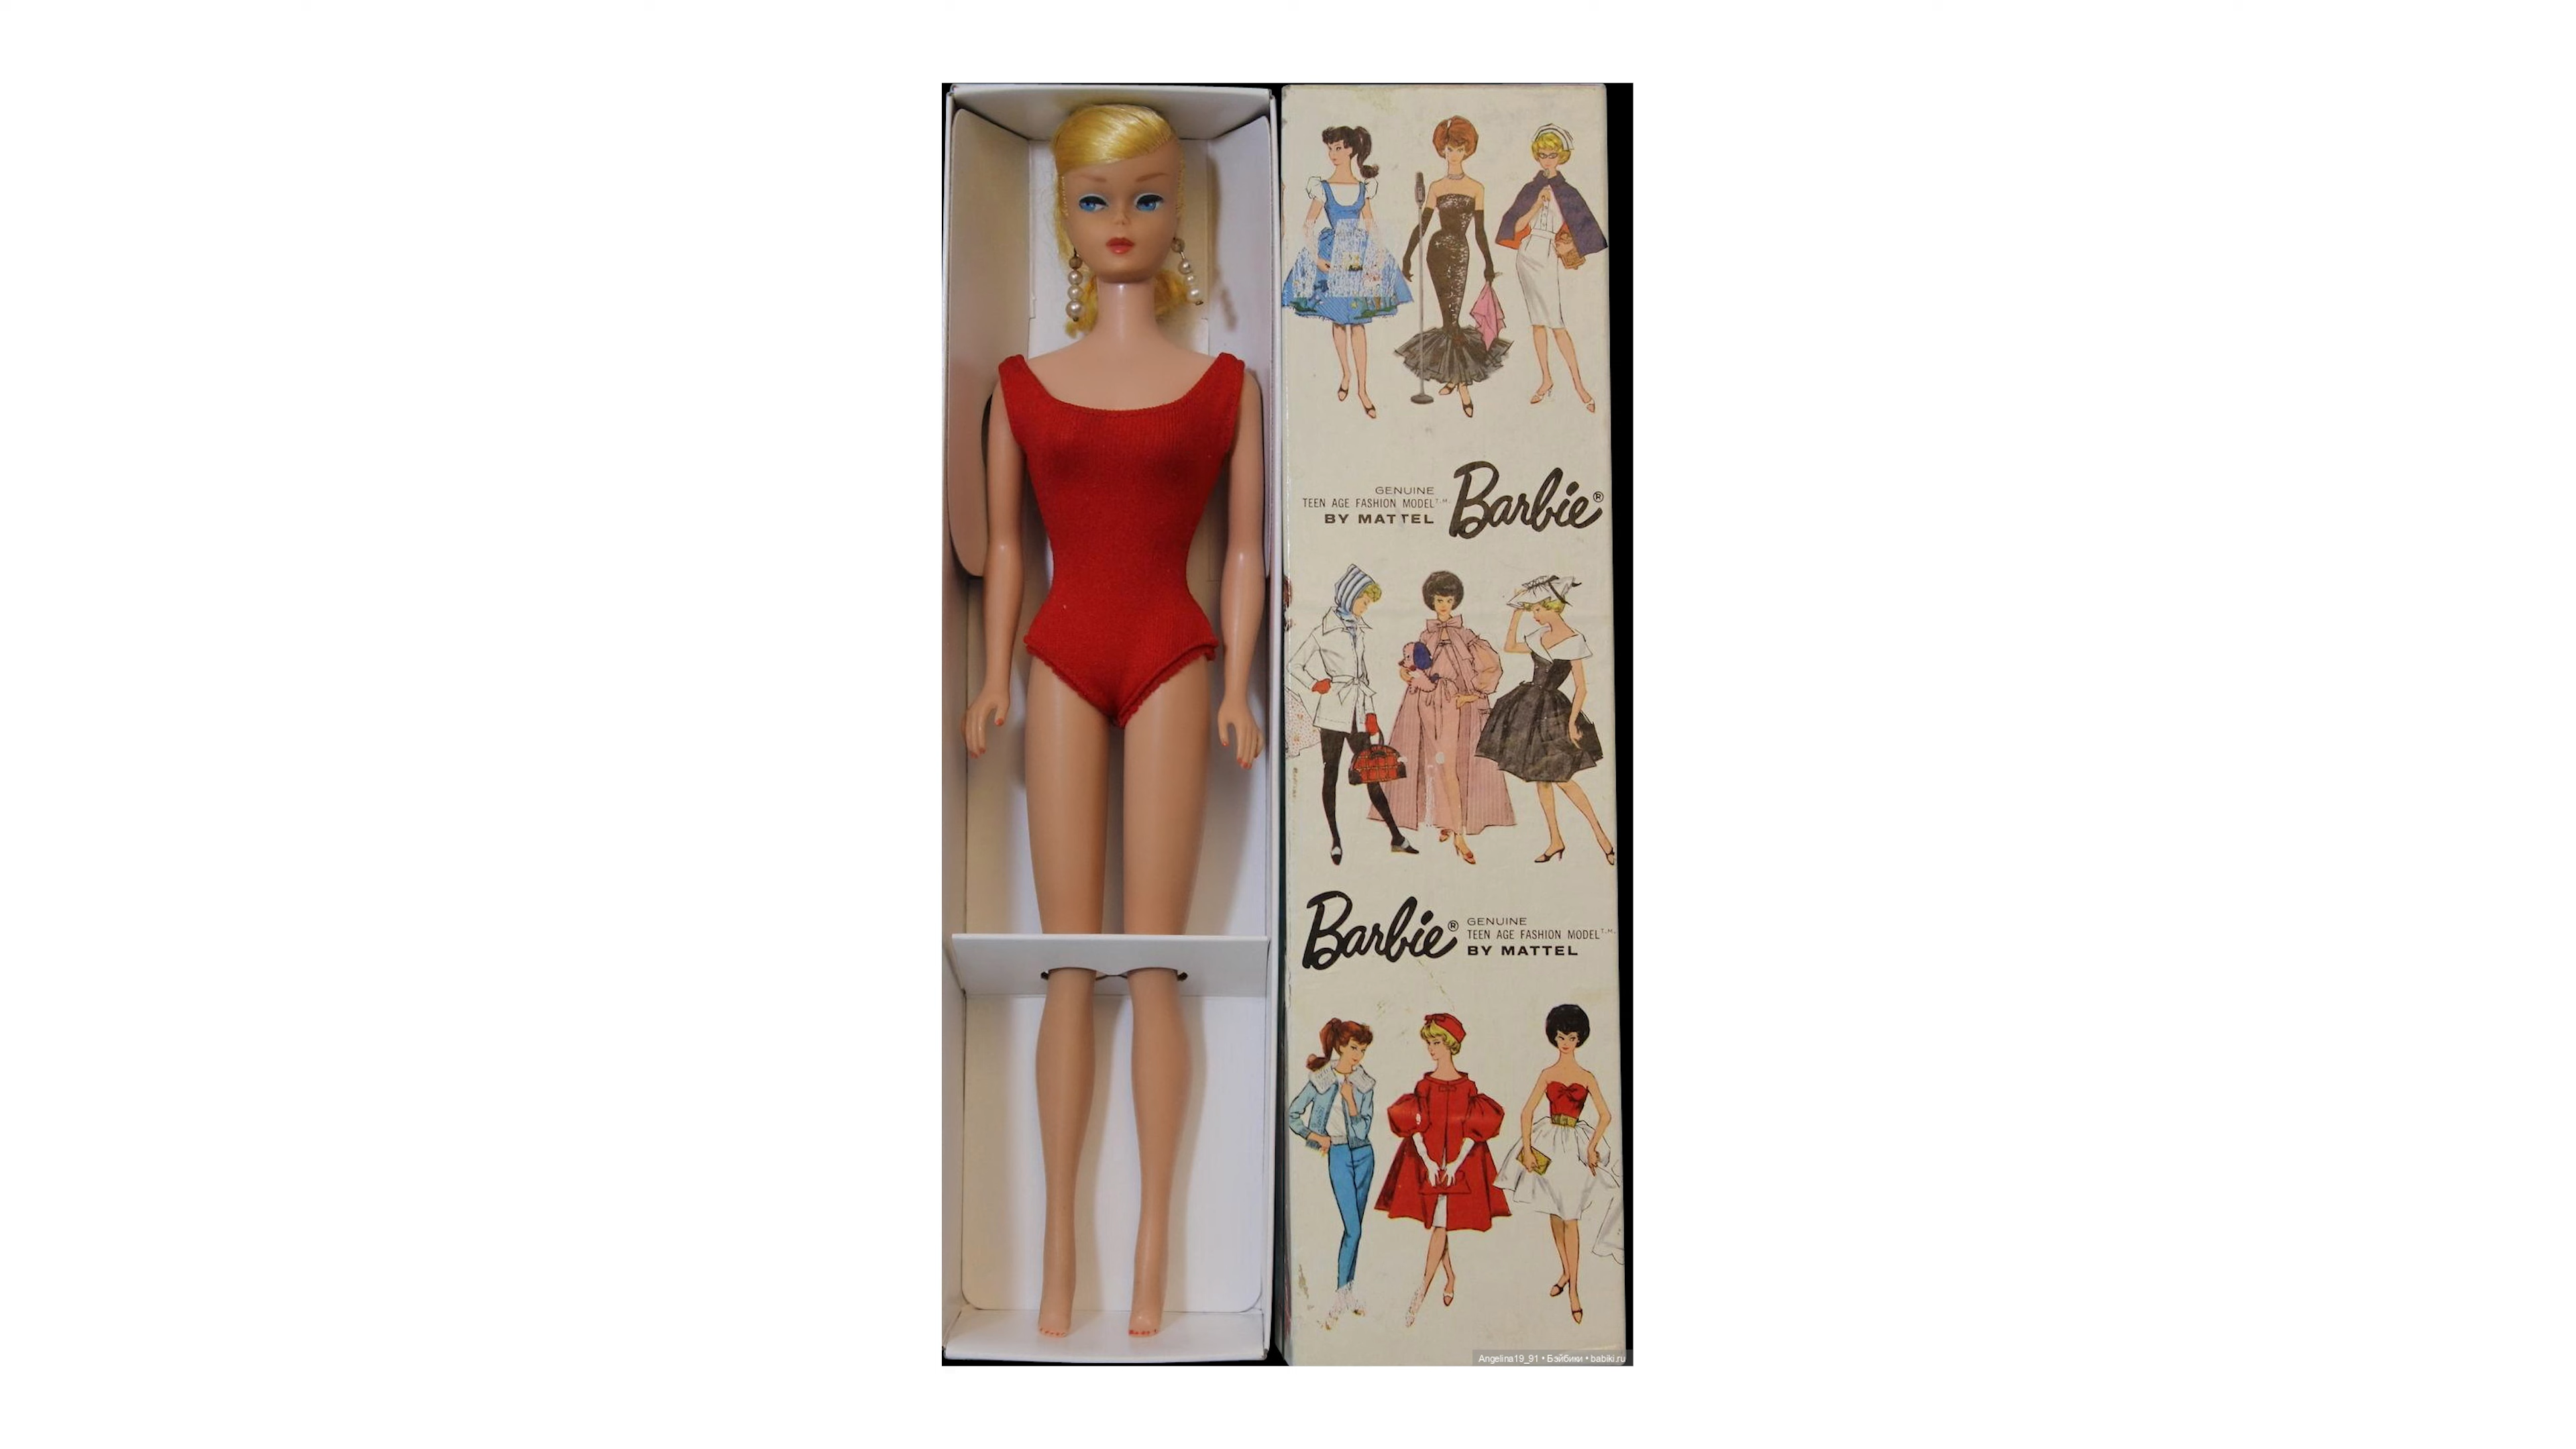 GENUINE
TEEN AGE FASHION MODEL T.M.
BY MATTEL
Barbie®
Barbie®
GENUINE
TEEN AGE FASHION MODEL T.M.
BY MATTEL
Angelina19_91 • Бэйбики • babiki.ru